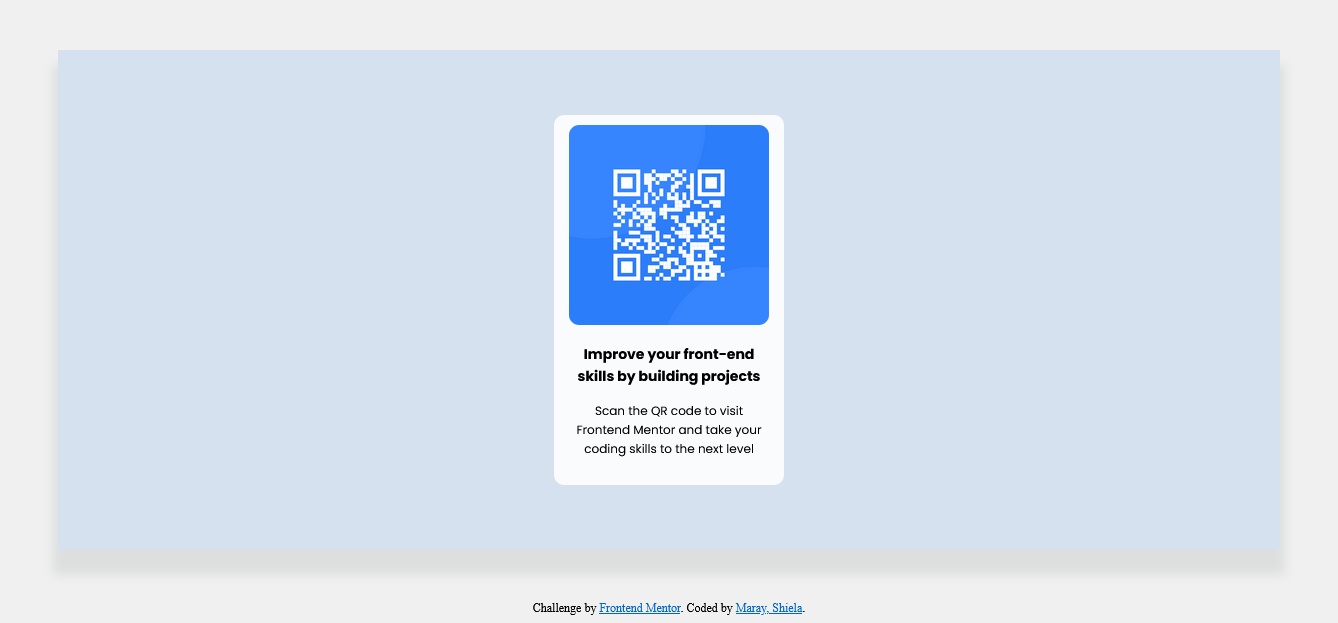 Improve your front-end
skills by building projects
Scan the QR code to visit
Frontend Mentor and take your
coding skills to the next level
Challenge by Frontend Mentor. Coded by Maray, Shiela.